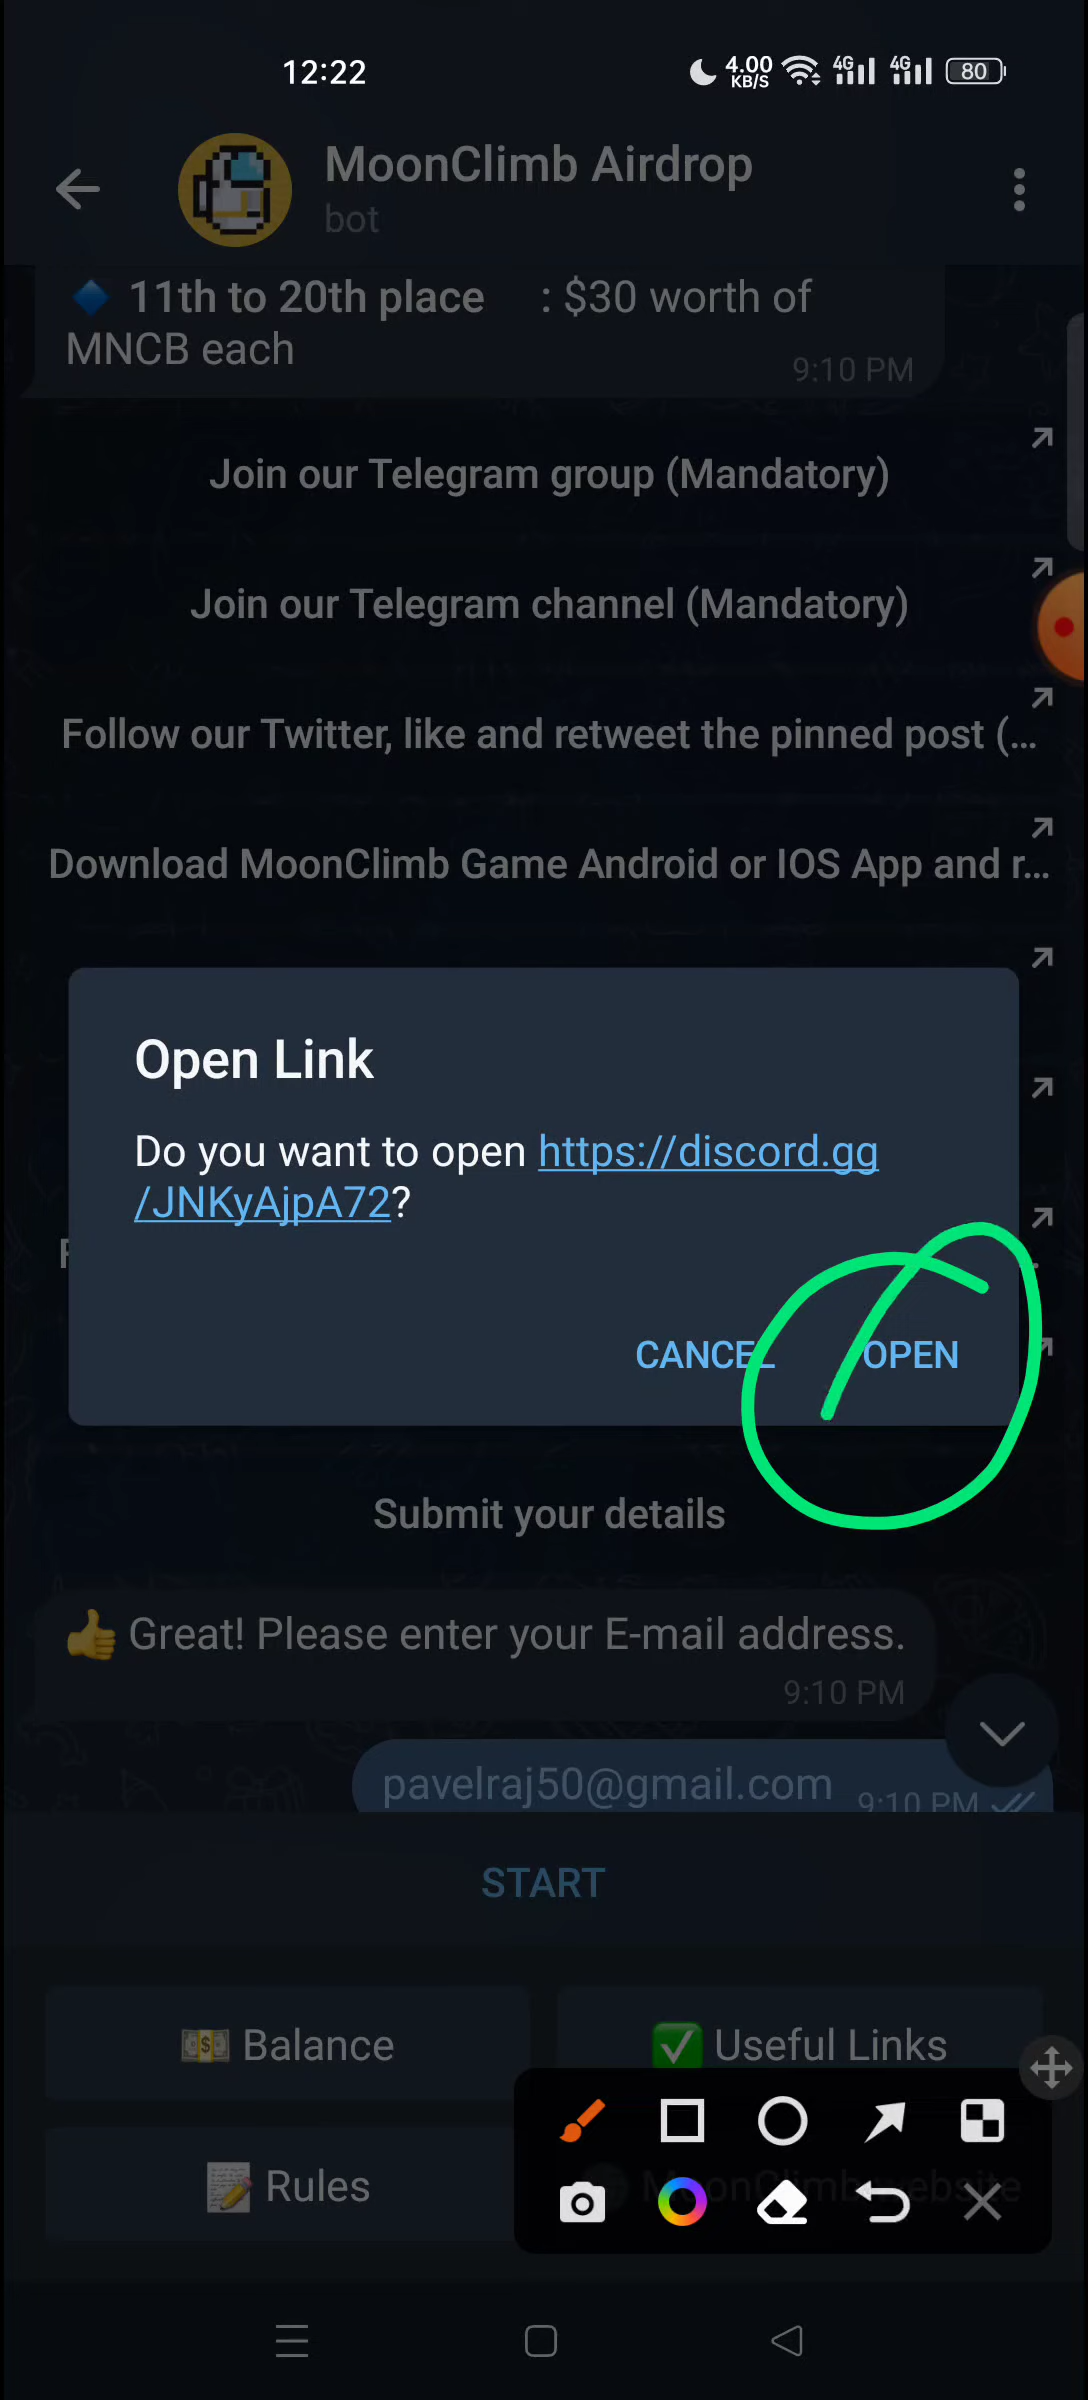 12:22
4.00
KB/S
4G
4G
80
MoonClimb Airdrop
bot
11th to 20th place : $30 worth of
MNCB each
9:10 PM
Join our Telegram group (Mandatory)
Join our Telegram channel (Mandatory)
Follow our Twitter, like and retweet the pinned post (...
Download MoonClimb Game Android or IOS App and r...
Open Link
Do you want to open https://discord.gg
/JNKyAjpA72?
F
CANCEL OPEN
Submit your details
👍 Great! Please enter your E-mail address.
9:10 PM
pavelraj50@gmail.com
9:10 PM
START
Balance
Useful Links
Rules
MoonClimb website